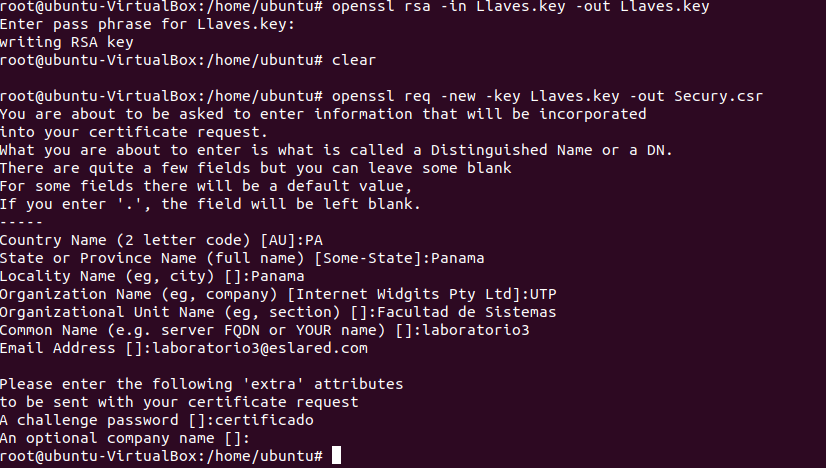 root@ubuntu-VirtualBox:/home/ubuntu# openssl rsa -in Llaves.key -out Llaves.key
Enter pass phrase for Llaves.key:
writing RSA key
root@ubuntu-VirtualBox:/home/ubuntu# clear
root@ubuntu-VirtualBox:/home/ubuntu# openssl req -new -key Llaves.key -out Secury.csr
You are about to be asked to enter information that will be incorporated
into your certificate request.
What you are about to enter is what is called a Distinguished Name or a DN.
There are quite a few fields but you can leave some blank
For some fields there will be a default value,
If you enter '.', the field will be left blank.
-----
Country Name (2 letter code) [AU]:PA
State or Province Name (full name) [Some-State]:Panama
Locality Name (eg, city) []:Panama
Organization Name (eg, company) [Internet Widgits Pty Ltd]:UTP
Organizational Unit Name (eg, section) []:Facultad de Sistemas
Common Name (e.g. server FQDN or YOUR name) []:laboratorio3
Email Address []:laboratorio3@eslared.com
Please enter the following 'extra' attributes
to be sent with your certificate request
A challenge password []:certificado
An optional company name []:
root@ubuntu-VirtualBox:/home/ubuntu#